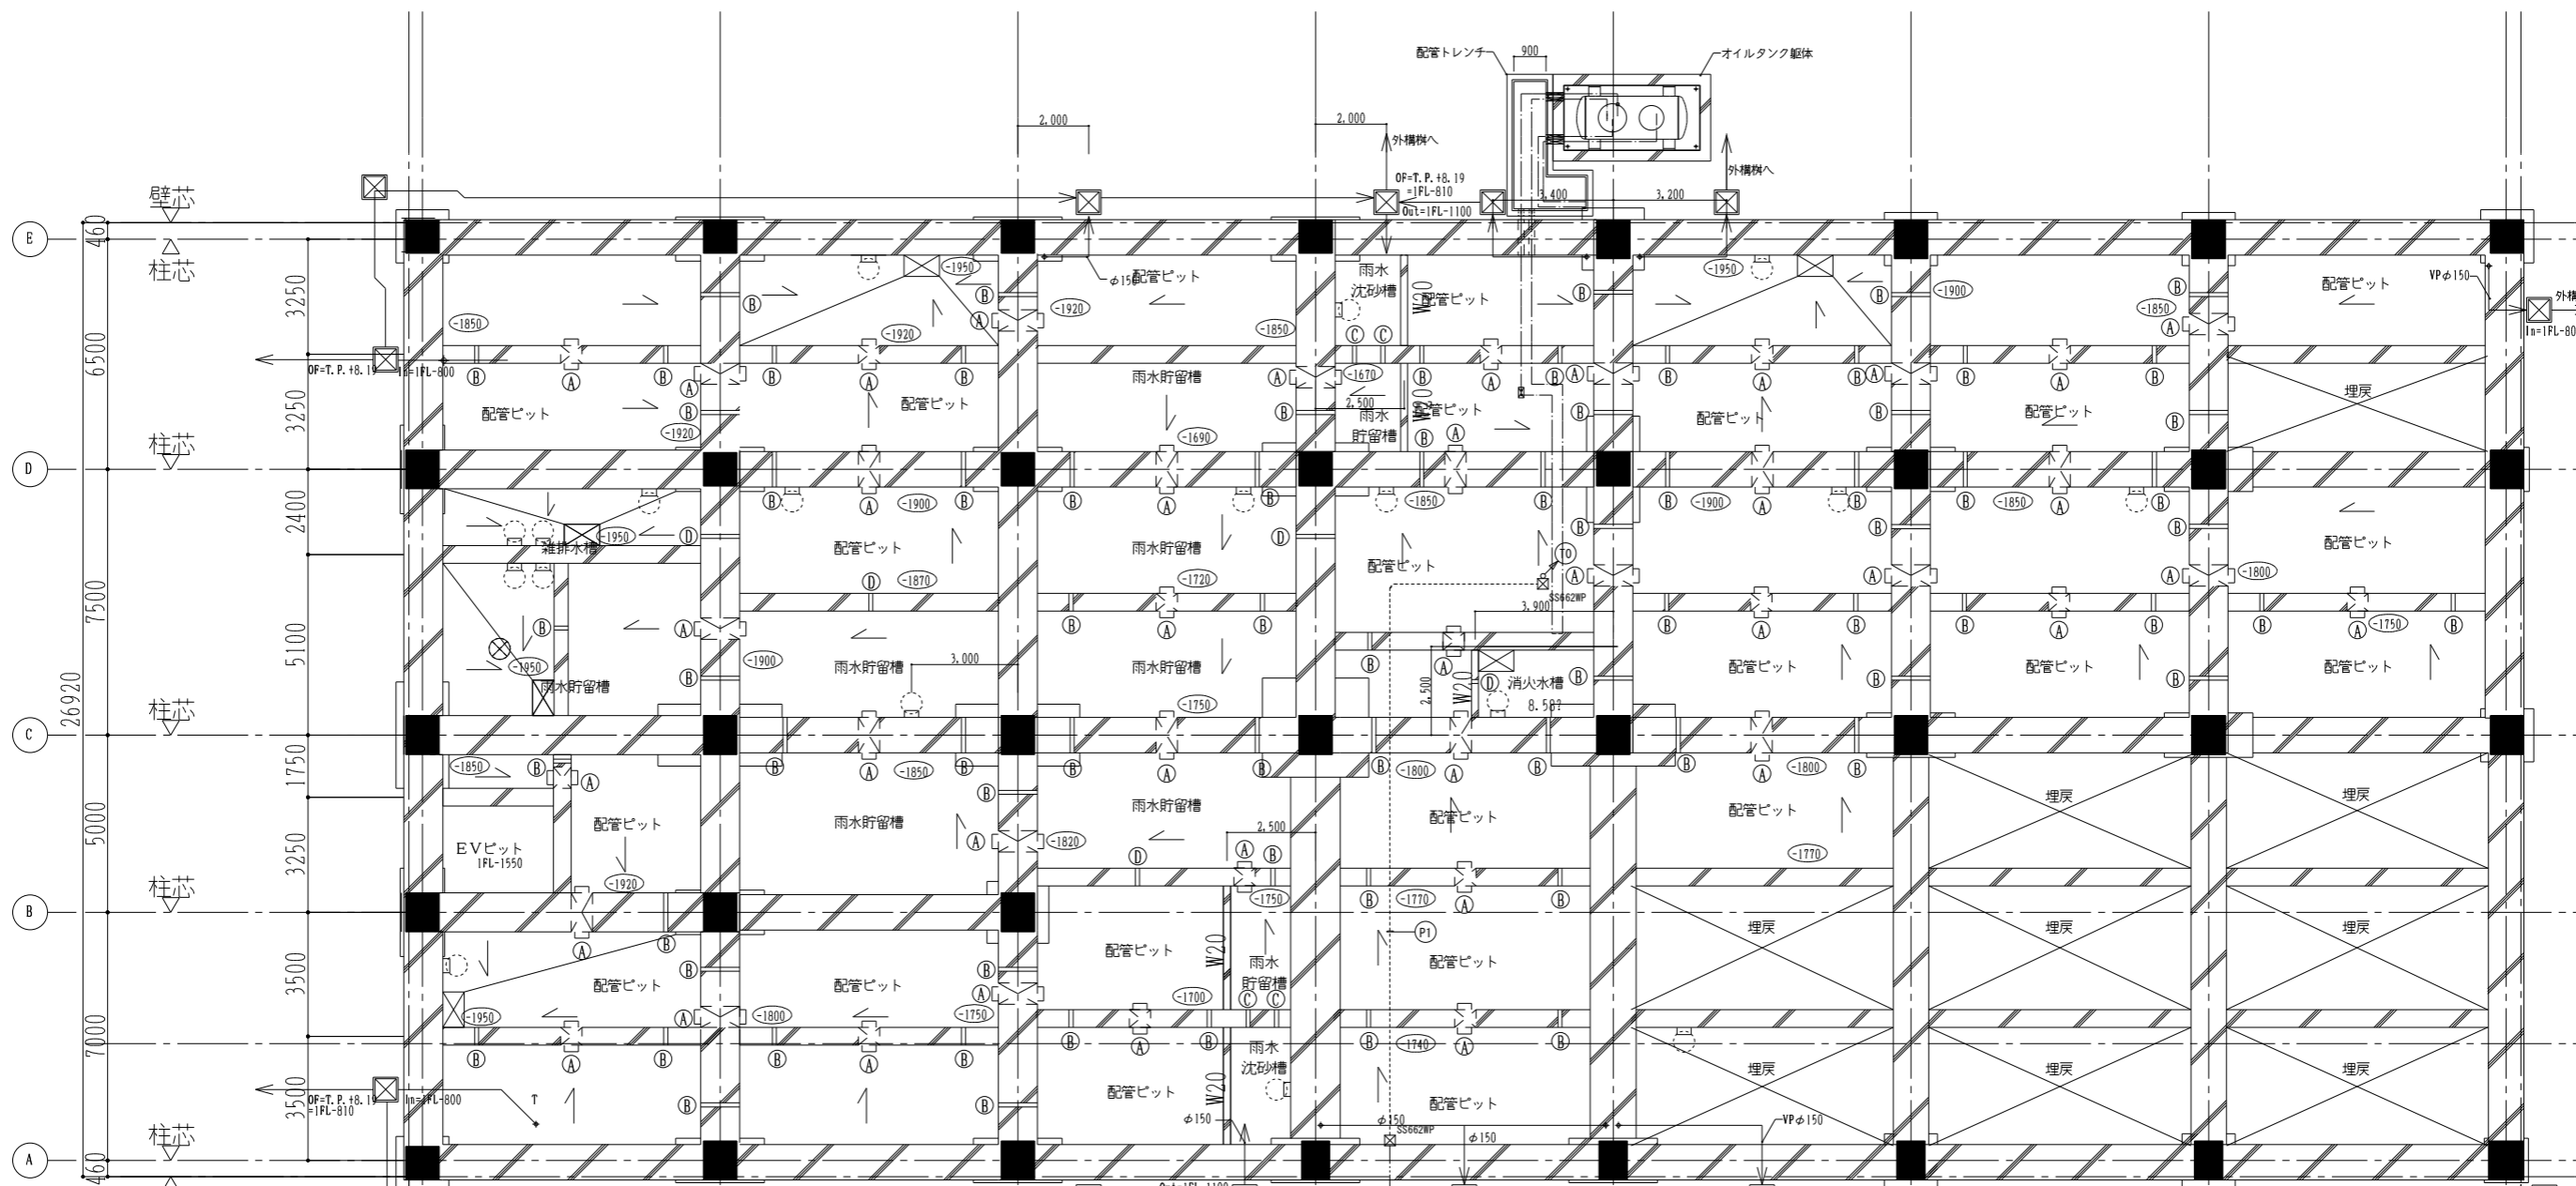 配管トレンチ
900
オイルタンク躯体
2,000
2,000
外構桝へ
外構桝へ
OF=T.P.+8.19
=1FL-810
Out=1FL-1100
3,400
3,200
壁芯
E
460
柱芯
3250
6500
3250
-1850
-1950
φ150
配管ピット
-1920
雨水
沈砂槽
配管ピット
W20
-1950
-1900
配管ピット
VPφ150
-1850
In=1FL-800
B
B
A
B
B
A
-1920
-1850
C
C
OF=T.P.+8.19
In=1FL-800
B
A
B
A
B
A
B
雨水貯留槽
A
-1670
B
A
B
A
B
A
B
A
B
A
B
埋戻
配管ピット
-1920
B
配管ピット
B
2,500
雨水
貯留槽
W20
配管ピット
B
A
B
配管ピット
B
配管ピット
B
柱芯
D
-1690
2400
7500
5100
B
A
-1900
B
B
A
B
-1850
A
B
B
-1900
A
B
B
-1850
A
B
雑排水槽
-1950
D
配管ピット
雨水貯留槽
D
配管ピット
TO
SS662WP
B
B
B
配管ピット
-1870
D
-1720
A
A
A
-1800
B
A
B
A
B
3,900
B
A
B
B
A
B
B
A
-1750
B
-1950
雨水貯留槽
-1900
B
雨水貯留槽
3,000
雨水貯留槽
B
A
2,500
W20
D
消火水槽
8.58?
B
配管ピット
B
配管ピット
B
配管ピット
26920
柱芯
C
-1750
1750
5000
3250
-1850
B
A
B
A
-1850
B
B
A
B
B
-1800
A
B
B
A
-1800
B
EVピット
1FL-1550
配管ピット
雨水貯留槽
B
A
-1820
雨水貯留槽
2,500
配管ピット
配管ピット
埋戻
埋戻
-1770
D
A
B
柱芯
B
-1920
A
B
-1750
B
-1770
A
B
3500
7000
3500
配管ピット
B
配管ピット
B
配管ピット
W20
雨水
貯留槽
P1
配管ピット
埋戻
埋戻
埋戻
-1950
A
-1800
-1750
A
-1700
C
C
B
A
B
B
A
B
B
A
B
B
-1740
A
B
雨水
沈砂槽
W20
配管ピット
配管ピット
埋戻
埋戻
埋戻
OF=T.P.+8.19
=1FL-810
In=1FL-800
T
B
B
φ150
φ150
SS662WP
φ150
VPφ150
柱芯
A
460